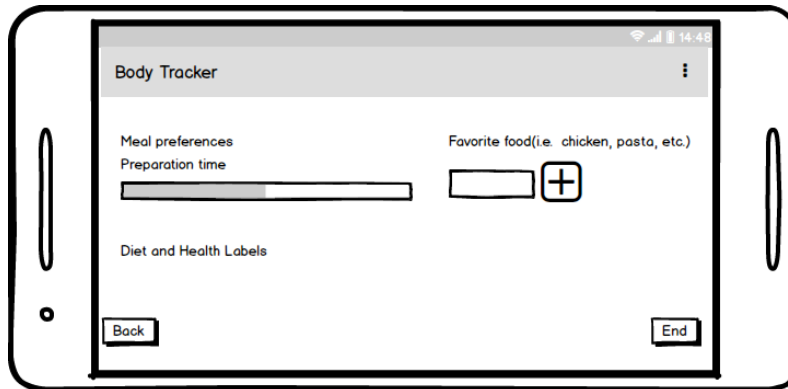 14:48
Body Tracker
Meal preferences
Preparation time
Favorite food(i.e. chicken, pasta, etc.)
Diet and Health Labels
Back
End